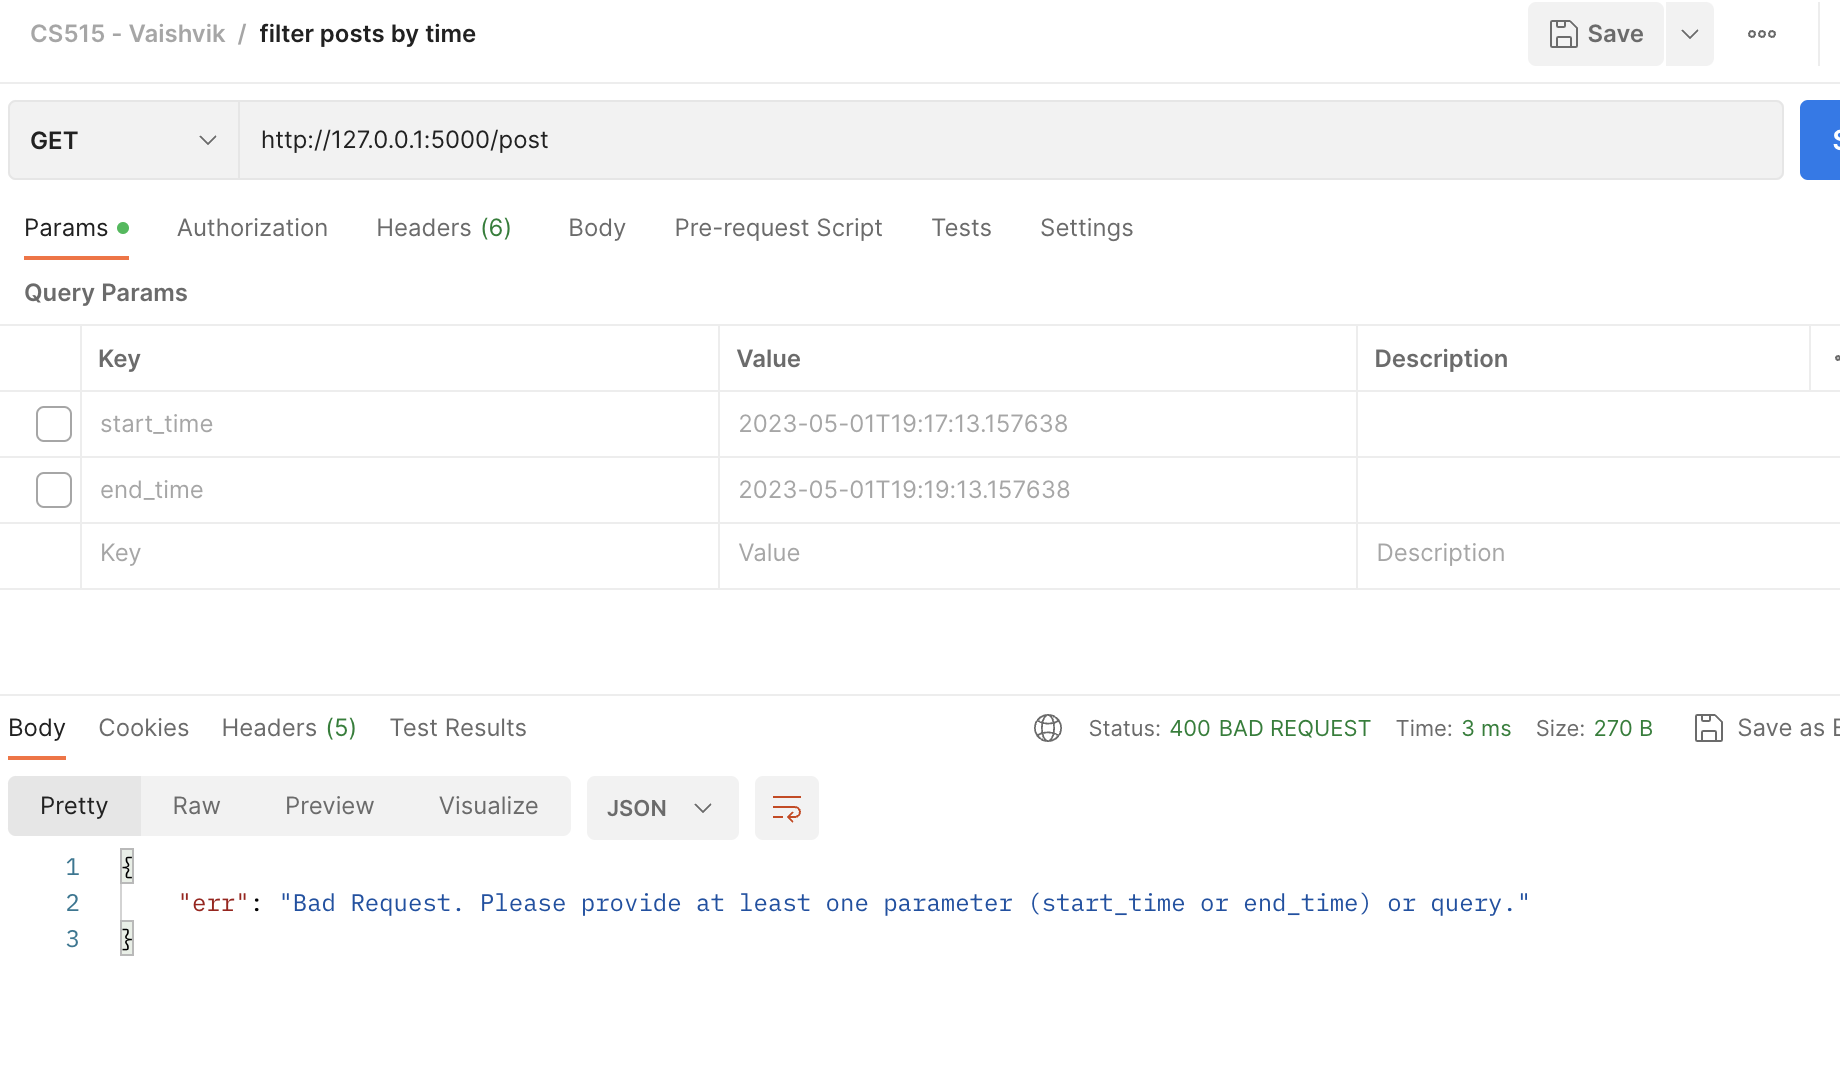 CS515 - Vaishvik / filter posts by time
Save
GET http://127.0.0.1:5000/post
Params Authorization Headers (6) Body Pre-request Script Tests Settings
Query Params
Key Value Description
start_time 2023-05-01T19:17:13.157638
end_time 2023-05-01T19:19:13.157638
Key Value Description
Body Cookies Headers (5) Test Results Status: 400 BAD REQUEST Time: 3 ms Size: 270 B Save as
Pretty Raw Preview Visualize JSON
1 {
2 "err": "Bad Request. Please provide at least one parameter (start_time or end_time) or query."
3 }